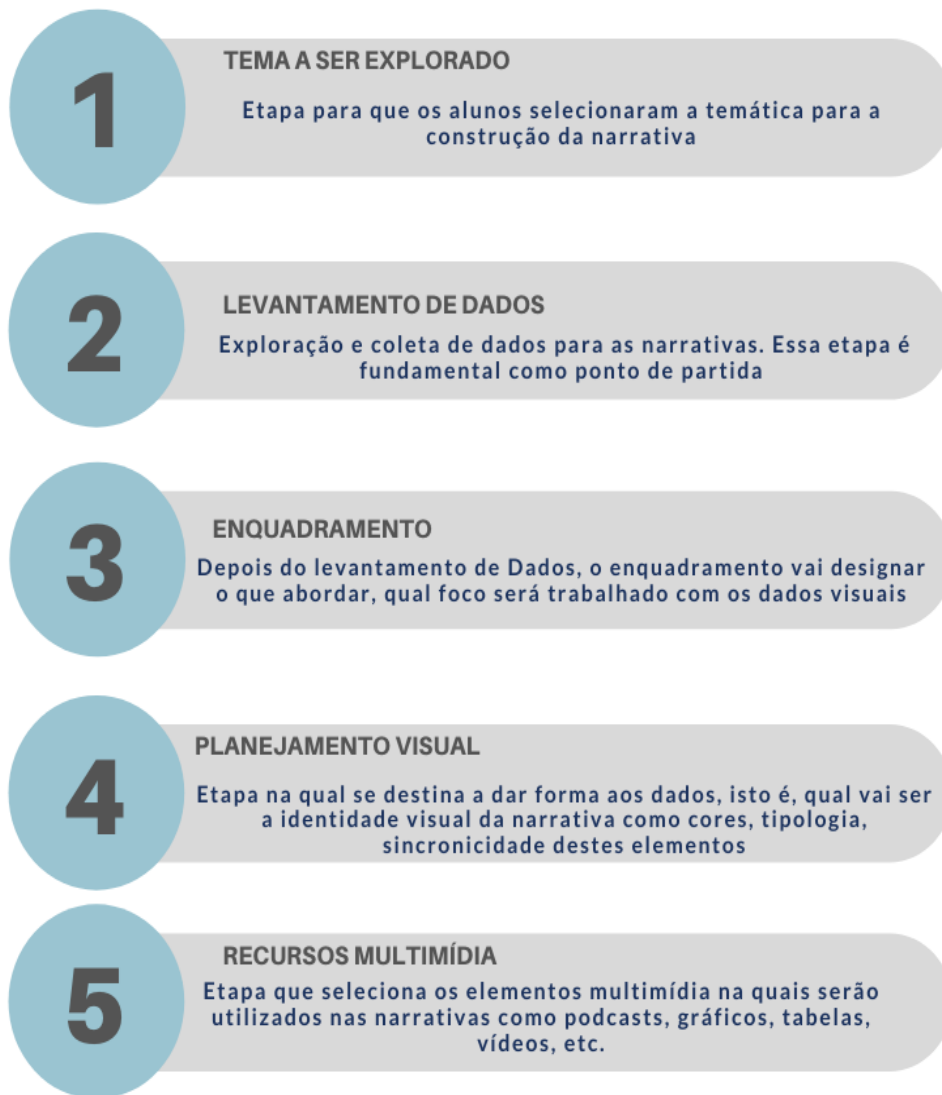 1
TEMA A SER EXPLORADO
Etapa para que os alunos selecionaram a temática para a
construção da narrativa
2
LEVANTAMENTO DE DADOS
Exploração e coleta de dados para as narrativas. Essa etapa é
fundamental como ponto de partida
3
ENQUADRAMENTO
Depois do levantamento de Dados, o enquadramento vai designar
o que abordar, qual foco será trabalhado com os dados visuais
4
PLANEJAMENTO VISUAL
Etapa na qual se destina a dar forma aos dados, isto é, qual vai ser
a identidade visual da narrativa como cores, tipologia,
sincronicidade destes elementos
5
RECURSOS MULTIMÍDIA
Etapa que seleciona os elementos multimídia na quais serão
utilizados nas narrativas como podcasts, gráficos, tabelas,
vídeos, etc.